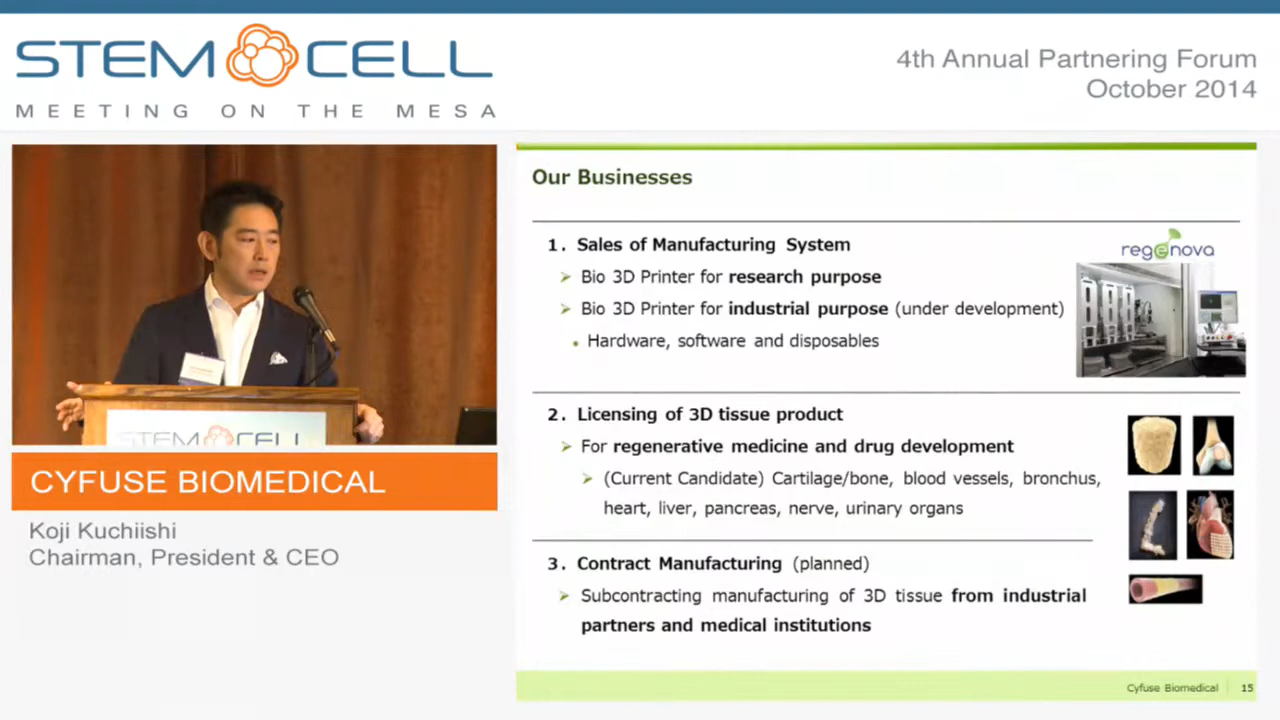 STEM CELL
MEETING ON THE MESA
4th Annual Partnering Forum
October 2014
STEM CELL
CYFUSE BIOMEDICAL
Koji Kuchiishi
Chairman, President & CEO
Our Businesses
1. Sales of Manufacturing System
regenova
➢ Bio 3D Printer for research purpose
➢ Bio 3D Printer for industrial purpose (under development)
• Hardware, software and disposables
2. Licensing of 3D tissue product
➢ For regenerative medicine and drug development
➢ (Current Candidate) Cartilage/bone, blood vessels, bronchus,
heart, liver, pancreas, nerve, urinary organs
3. Contract Manufacturing (planned)
➢ Subcontracting manufacturing of 3D tissue from industrial
partners and medical institutions
Cyfuse Biomedical 15